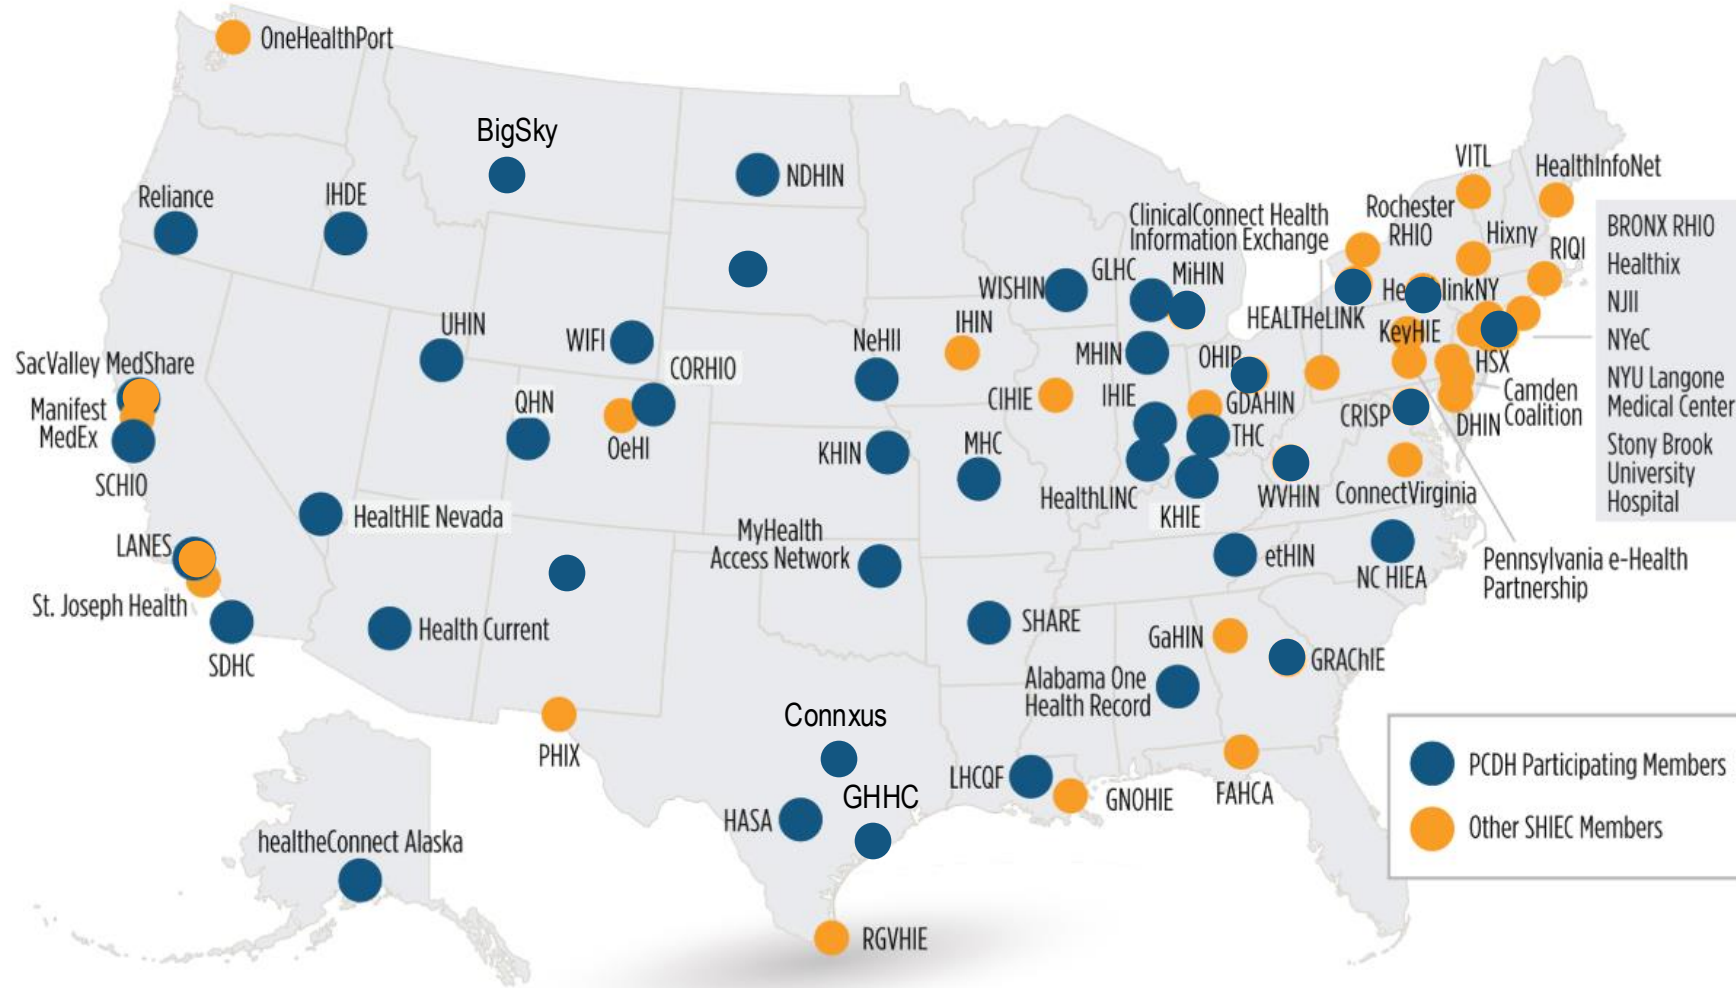 OneHealthPort
BigSky
NDHIN
VITL
HealthInfoNet
Reliance
IHDE
ClinicalConnect Health
Information Exchange
Rochester
RHIO
Hixny
RIQI
BRONX RHIO
Healthix
NJII
NYeC
NYU Langone
Medical Center
Stony Brook
University
Hospital
WISHIN
GLHC
MiHIN
HEALTHeLINK
KeyHIE
HSX
Camden
Coalition
DHIN
UHIN
WIFI
CORHIO
NeHII
IHIN
MHIN
OHIP
SacValley MedShare
Manifest
MedEx
SCHIO
QHN
OeHI
CIHIE
IHIE
GDAHIN
THC
CRISP
KHIN
MHC
HealthLINC
KHIE
WVHIN
ConnectVirginia
HealtHIE Nevada
LANES
St. Joseph Health
SDHC
MyHealth
Access Network
etHIN
NC HIEA
Pennsylvania e-Health
Partnership
Health Current
SHARE
GaHIN
GRAChIE
Alabama One
Health Record
PHIX
Connxus
GHHC
HASA
LHCQF
GNOHIE
FAHCA
healtheConnect Alaska
RGVHIE
PCDH Participating Members
Other SHIEC Members